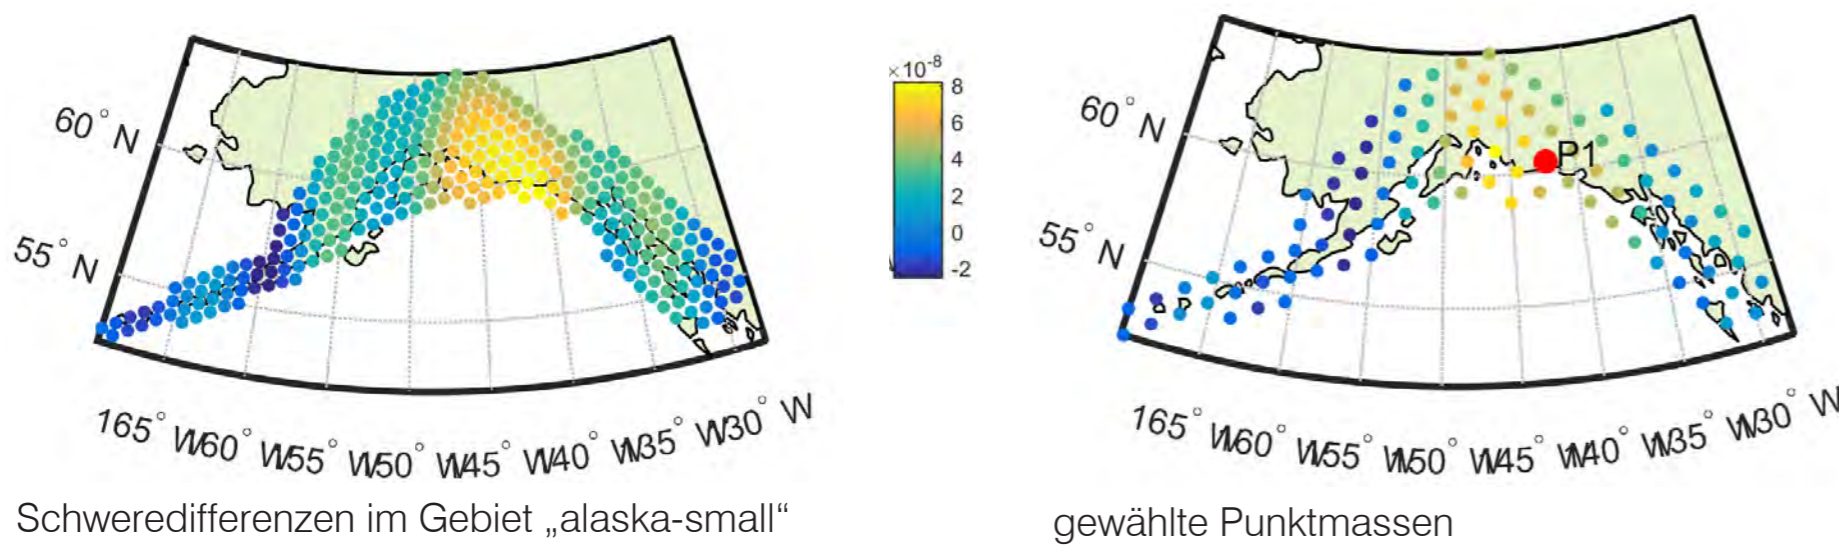 ×10⁻⁸
8
6
4
2
0
-2
60° N
55° N
165° W
160° W
155° W
150° W
145° W
140° W
135° W
130° W
60° N
55° N
P1
165° W
160° W
155° W
150° W
145° W
140° W
135° W
130° W
Schweredifferenzen im Gebiet „alaska-small“
gewählte Punktmassen